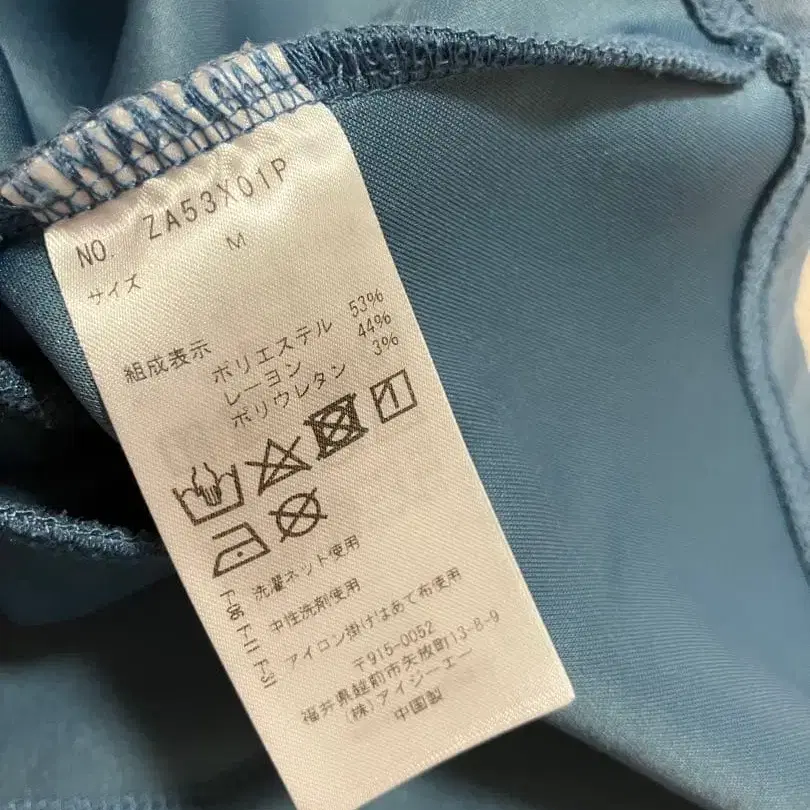 NO. ZA53X01P
サイズ M
組成表示 ポリエステル 53%
レーヨン 44%
ポリウレタン 3%
洗濯ネット使用
中性洗剤使用
アイロン掛けはあて布使用
〒915-0052
福井県越前市矢放町13-8-9
(株)アイジーエー
中国製